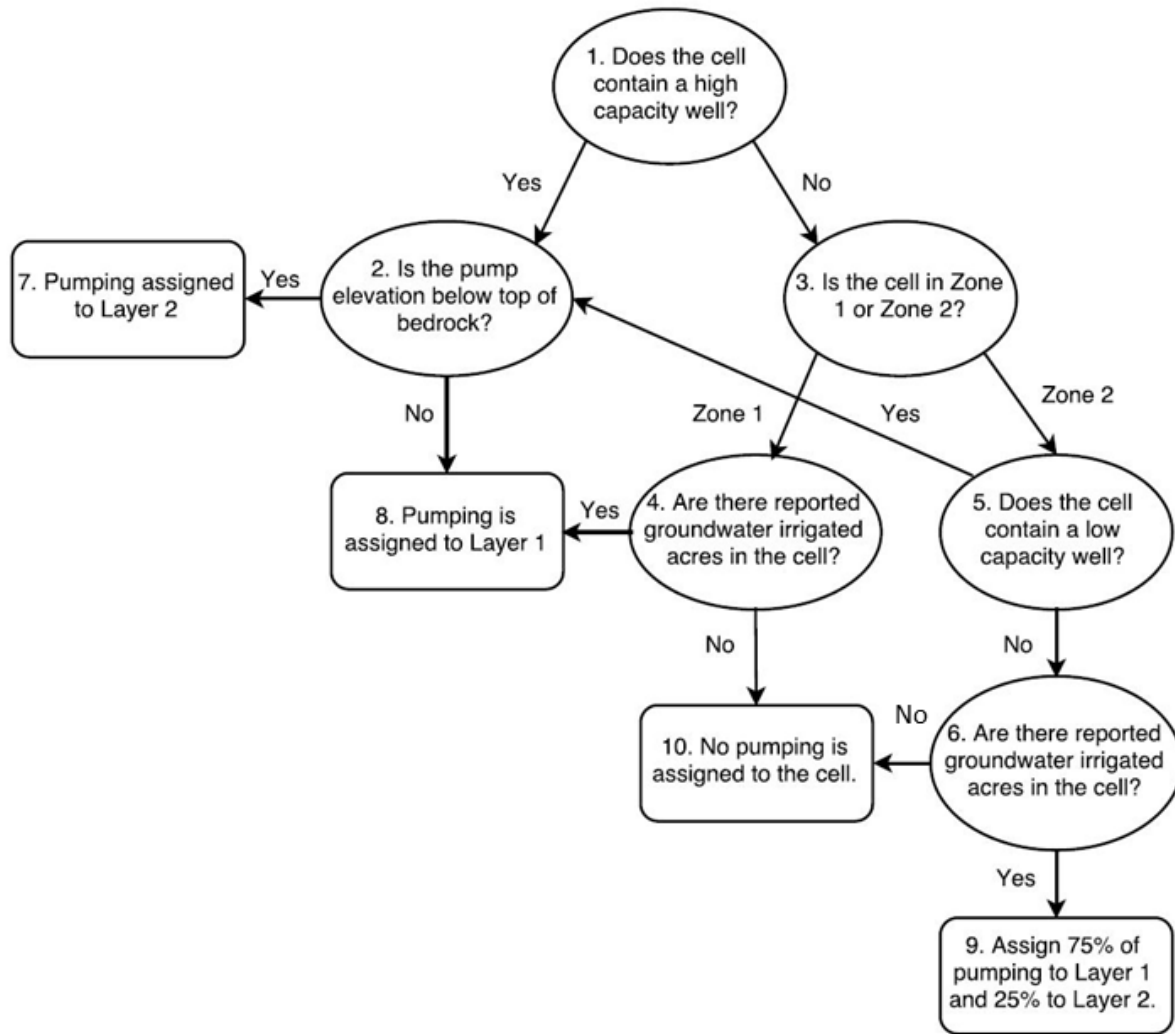 1. Does the cell
contain a high
capacity well?
Yes
No
7. Pumping assigned
to Layer 2
Yes
2. Is the pump
elevation below top of
bedrock?
3. Is the cell in Zone
1 or Zone 2?
No
Zone 1
Yes
Zone 2
8. Pumping is
assigned to Layer 1
Yes
4. Are there reported
groundwater irrigated
acres in the cell?
5. Does the cell
contain a low
capacity well?
No
No
10. No pumping is
assigned to the cell.
No
6. Are there reported
groundwater irrigated
acres in the cell?
Yes
9. Assign 75% of
pumping to Layer 1
and 25% to Layer 2.